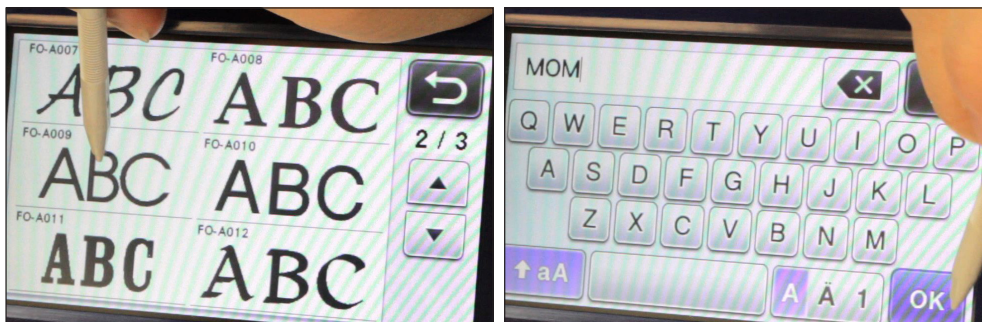 FO-A007 FO-A008
ABC ABC
2 / 3
FO-A009 FO-A010
ABC ABC
FO-A011 FO-A012
ABC ABC
MOM
Q W E R T Y U I O P
A S D F G H J K L
Z X C V B N M
aA A Ä 1 OK